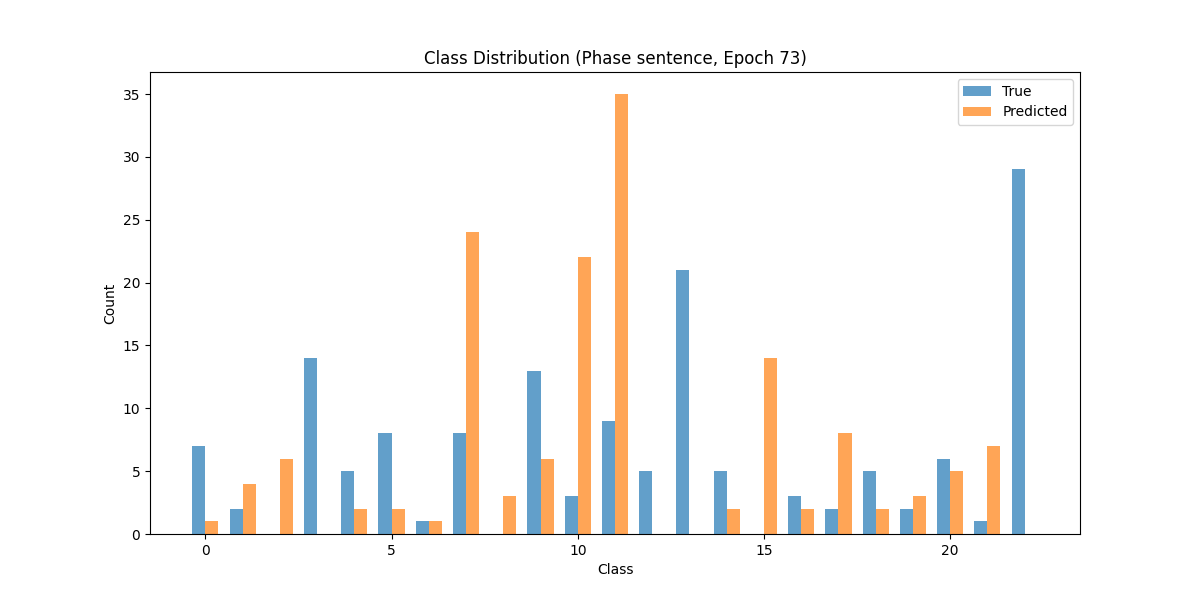 Class Distribution (Phase sentence, Epoch 73)
True
Predicted
35
30
25
20
15
10
5
0
Count
0 5 10 15 20
Class